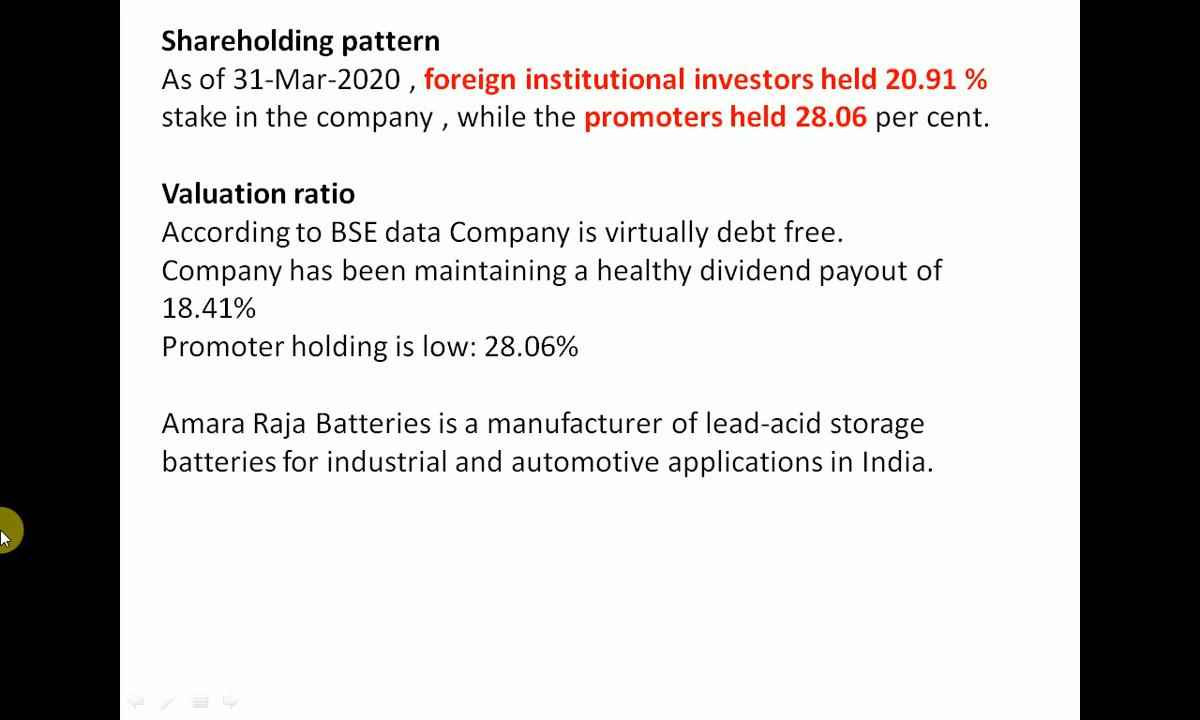 Shareholding pattern
As of 31-Mar-2020 , foreign institutional investors held 20.91 %
stake in the company , while the promoters held 28.06 per cent.
Valuation ratio
According to BSE data Company is virtually debt free.
Company has been maintaining a healthy dividend payout of
18.41%
Promoter holding is low: 28.06%
Amara Raja Batteries is a manufacturer of lead-acid storage
batteries for industrial and automotive applications in India.